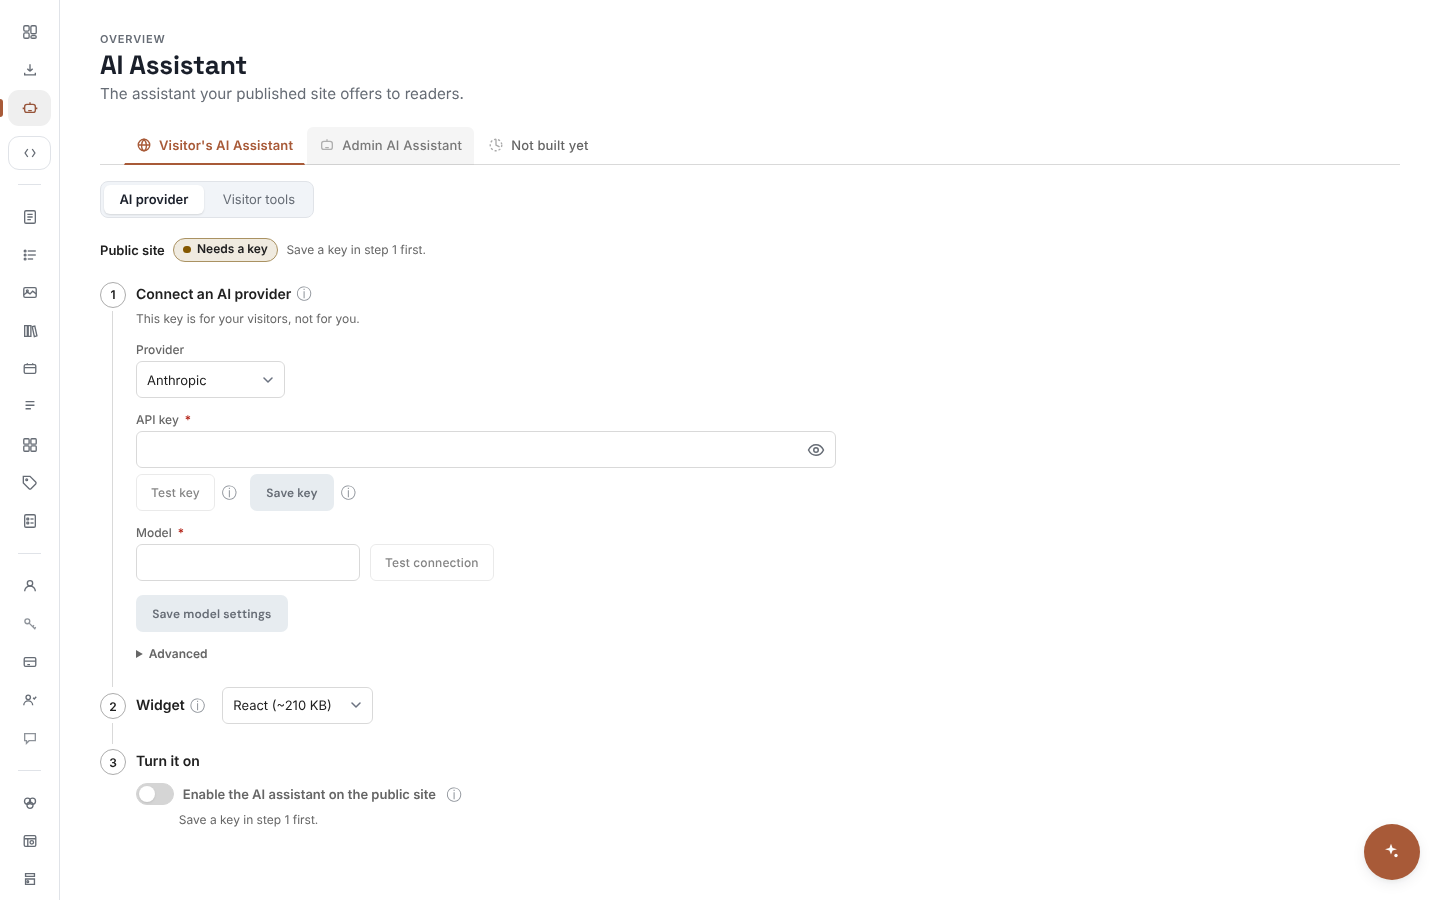 OVERVIEW
AI Assistant
The assistant your published site offers to readers.
Visitor's AI Assistant
Admin AI Assistant
Not built yet
AI provider
Visitor tools
Public site
Needs a key
Save a key in step 1 first.
1
Connect an AI provider
This key is for your visitors, not for you.
Provider
Anthropic
API key *
Test key
Save key
Model *
Test connection
Save model settings
Advanced
2
Widget
React (~210 KB)
3
Turn it on
Enable the AI assistant on the public site
Save a key in step 1 first.